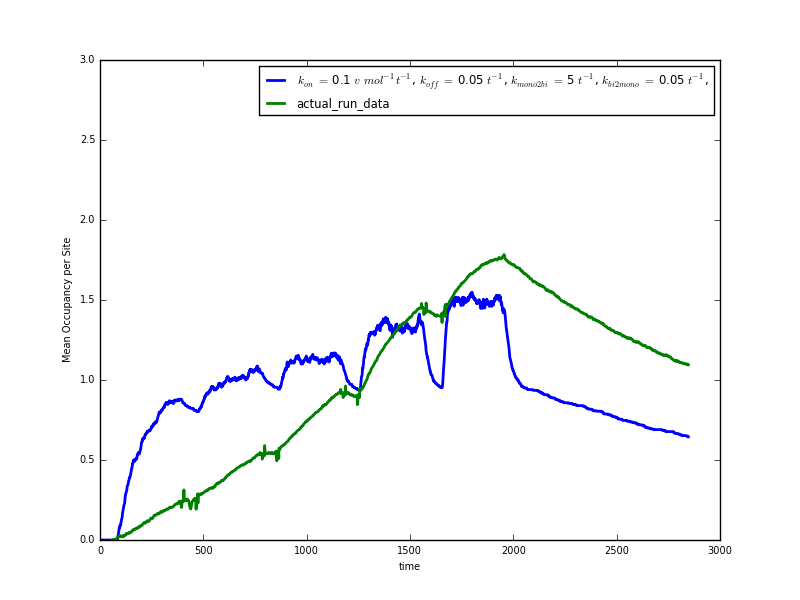 k_on = 0.1 v mol⁻¹t⁻¹, k_off = 0.05 t⁻¹, k_mono2bi = 5 t⁻¹, k_bi2mono = 0.05 t⁻¹,
actual_run_data
3.0
2.5
2.0
1.5
1.0
0.5
0.0
Mean Occupancy per Site
0 500 1000 1500 2000 2500 3000
time